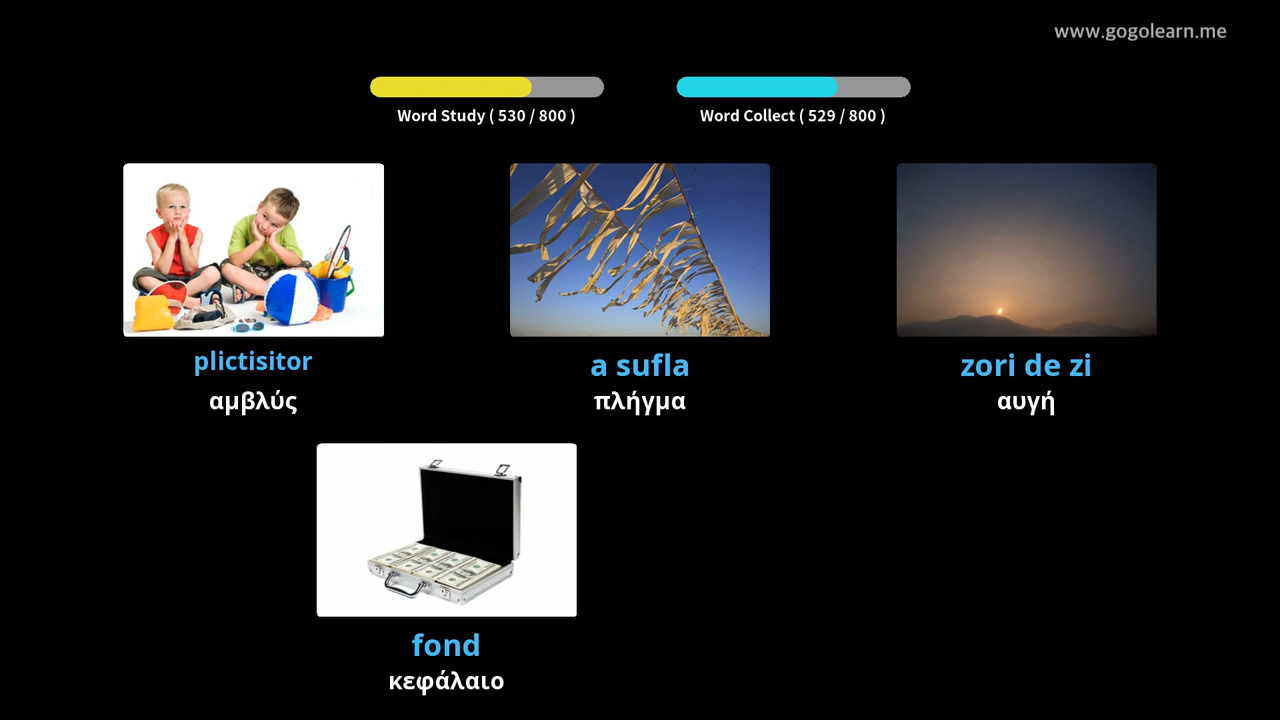 www.gogolearn.me
Word Study ( 530 / 800 )
Word Collect ( 529 / 800 )
plictisitor
αμβλύς
a sufla
πλήγμα
zori de zi
αυγή
fond
κεφάλαιο